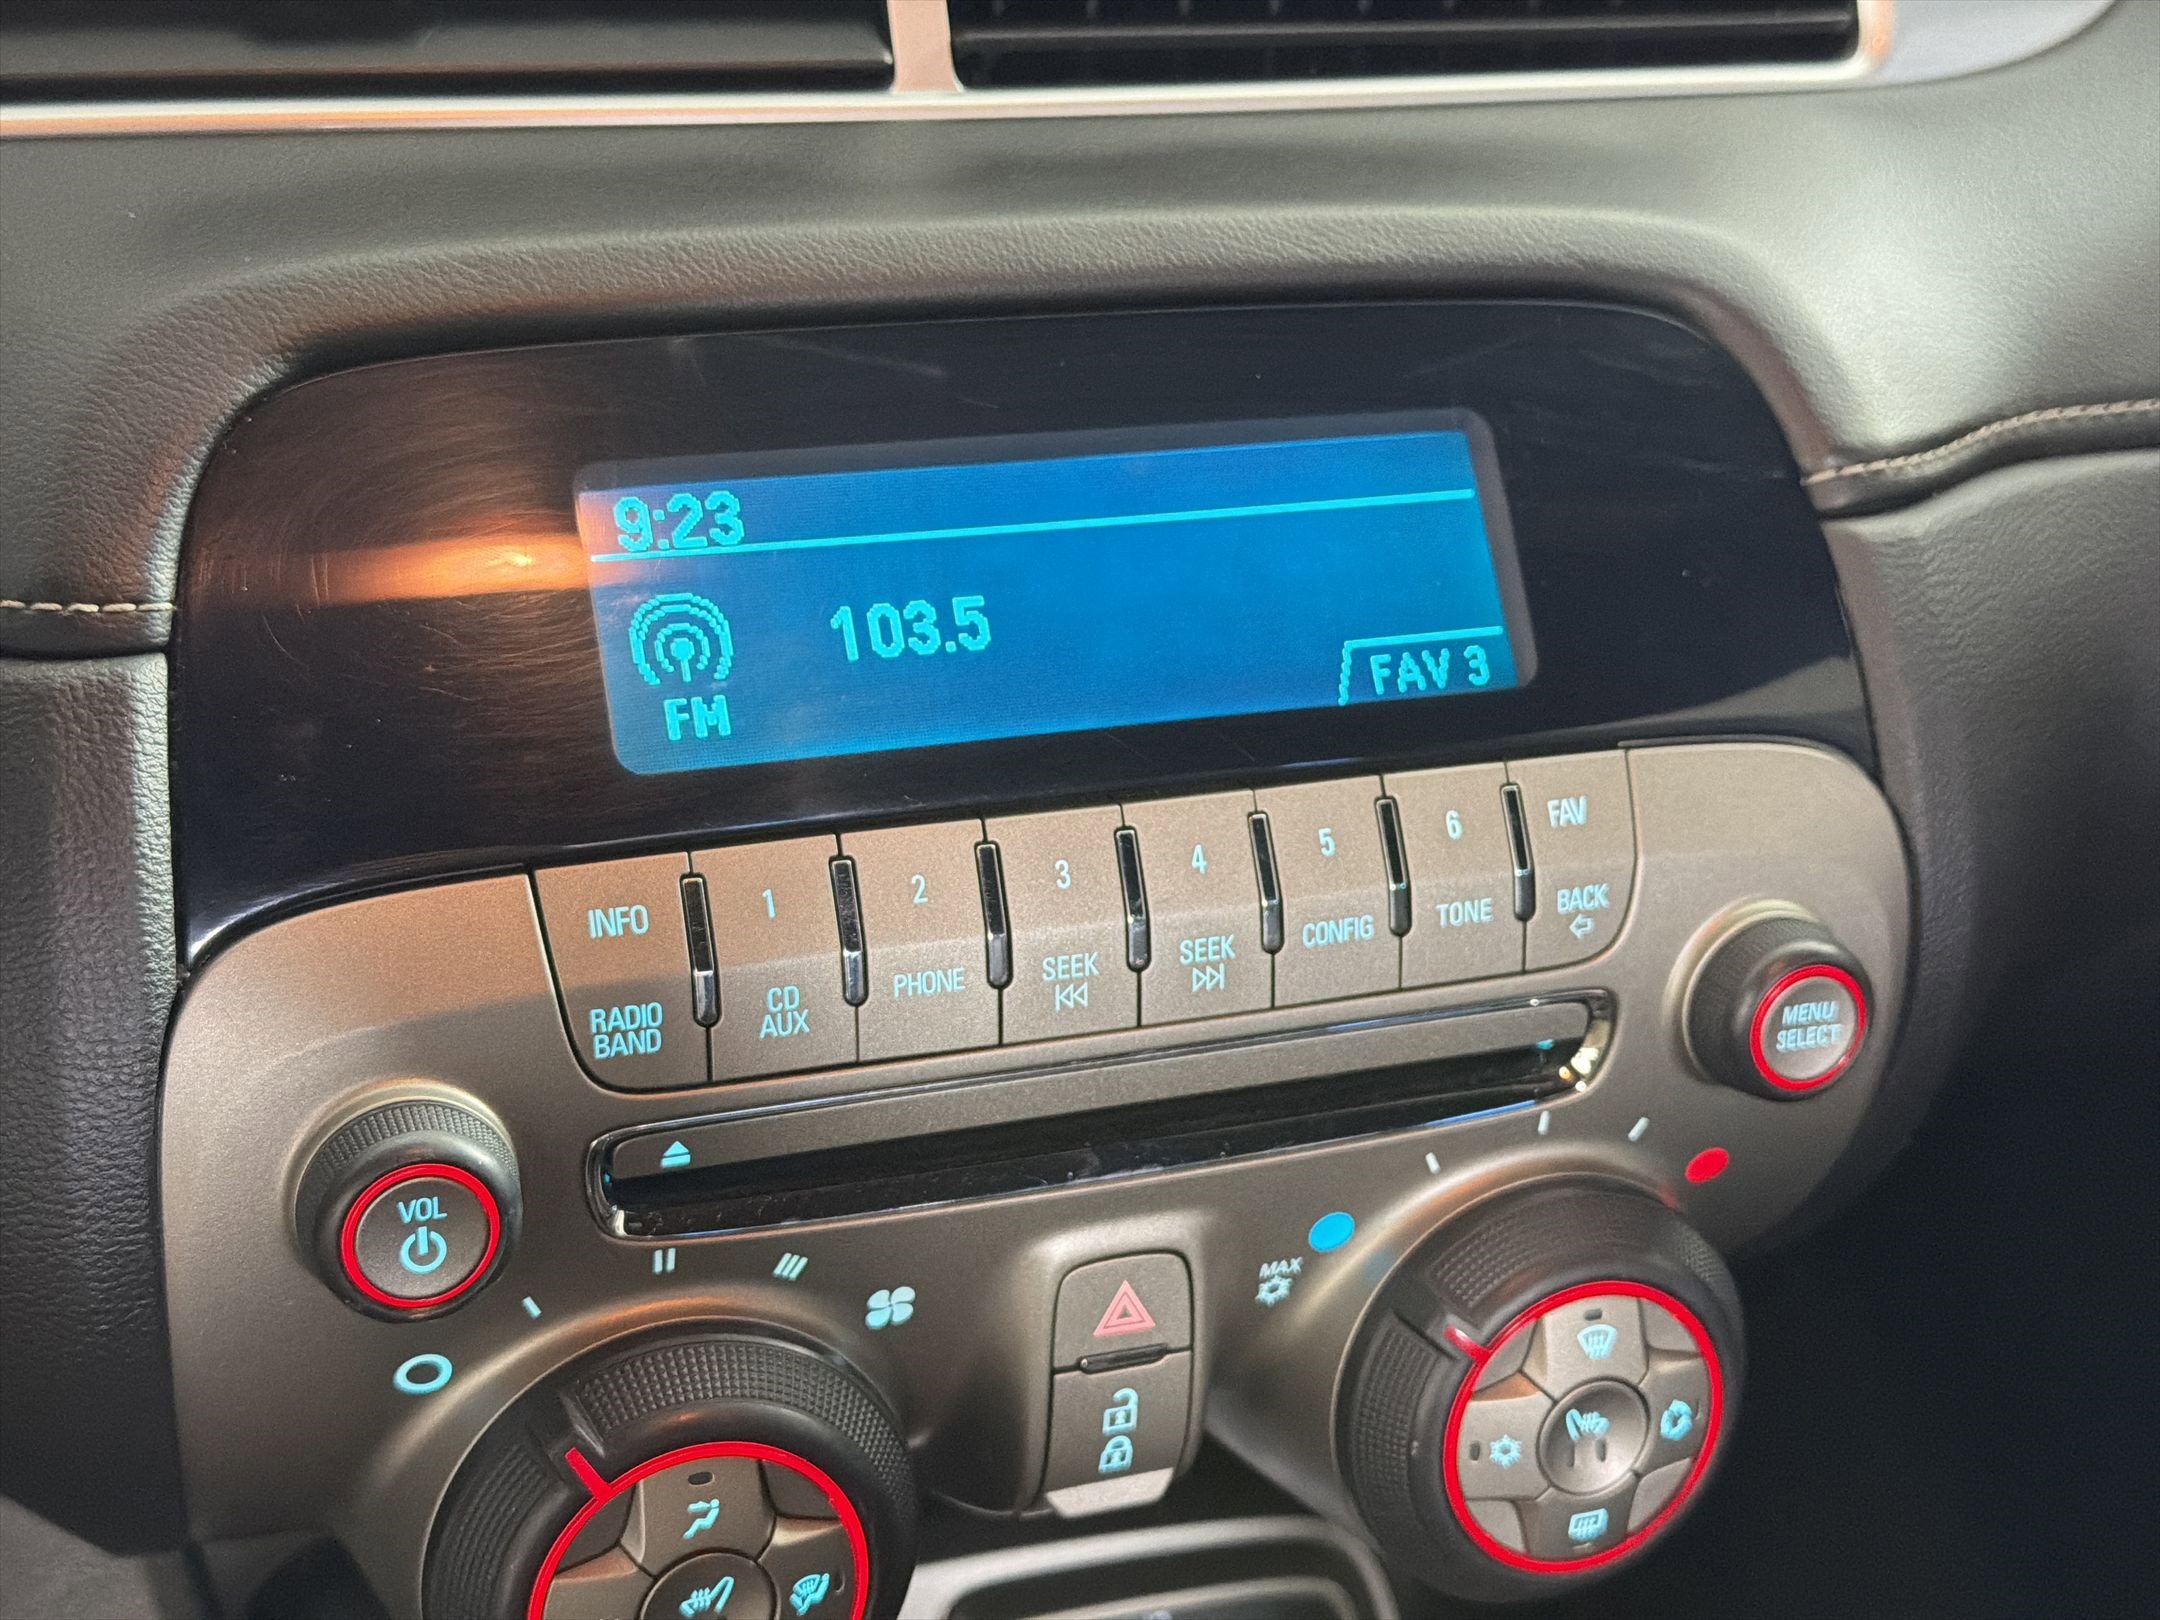 9:23
103.5
FM
FAV 3
INFO
1
2
3
4
5
6
FAV
RADIO
BAND
CD
AUX
PHONE
SEEK
SEEK
CONFIG
TONE
BACK
MENU
SELECT
VOL
MAX